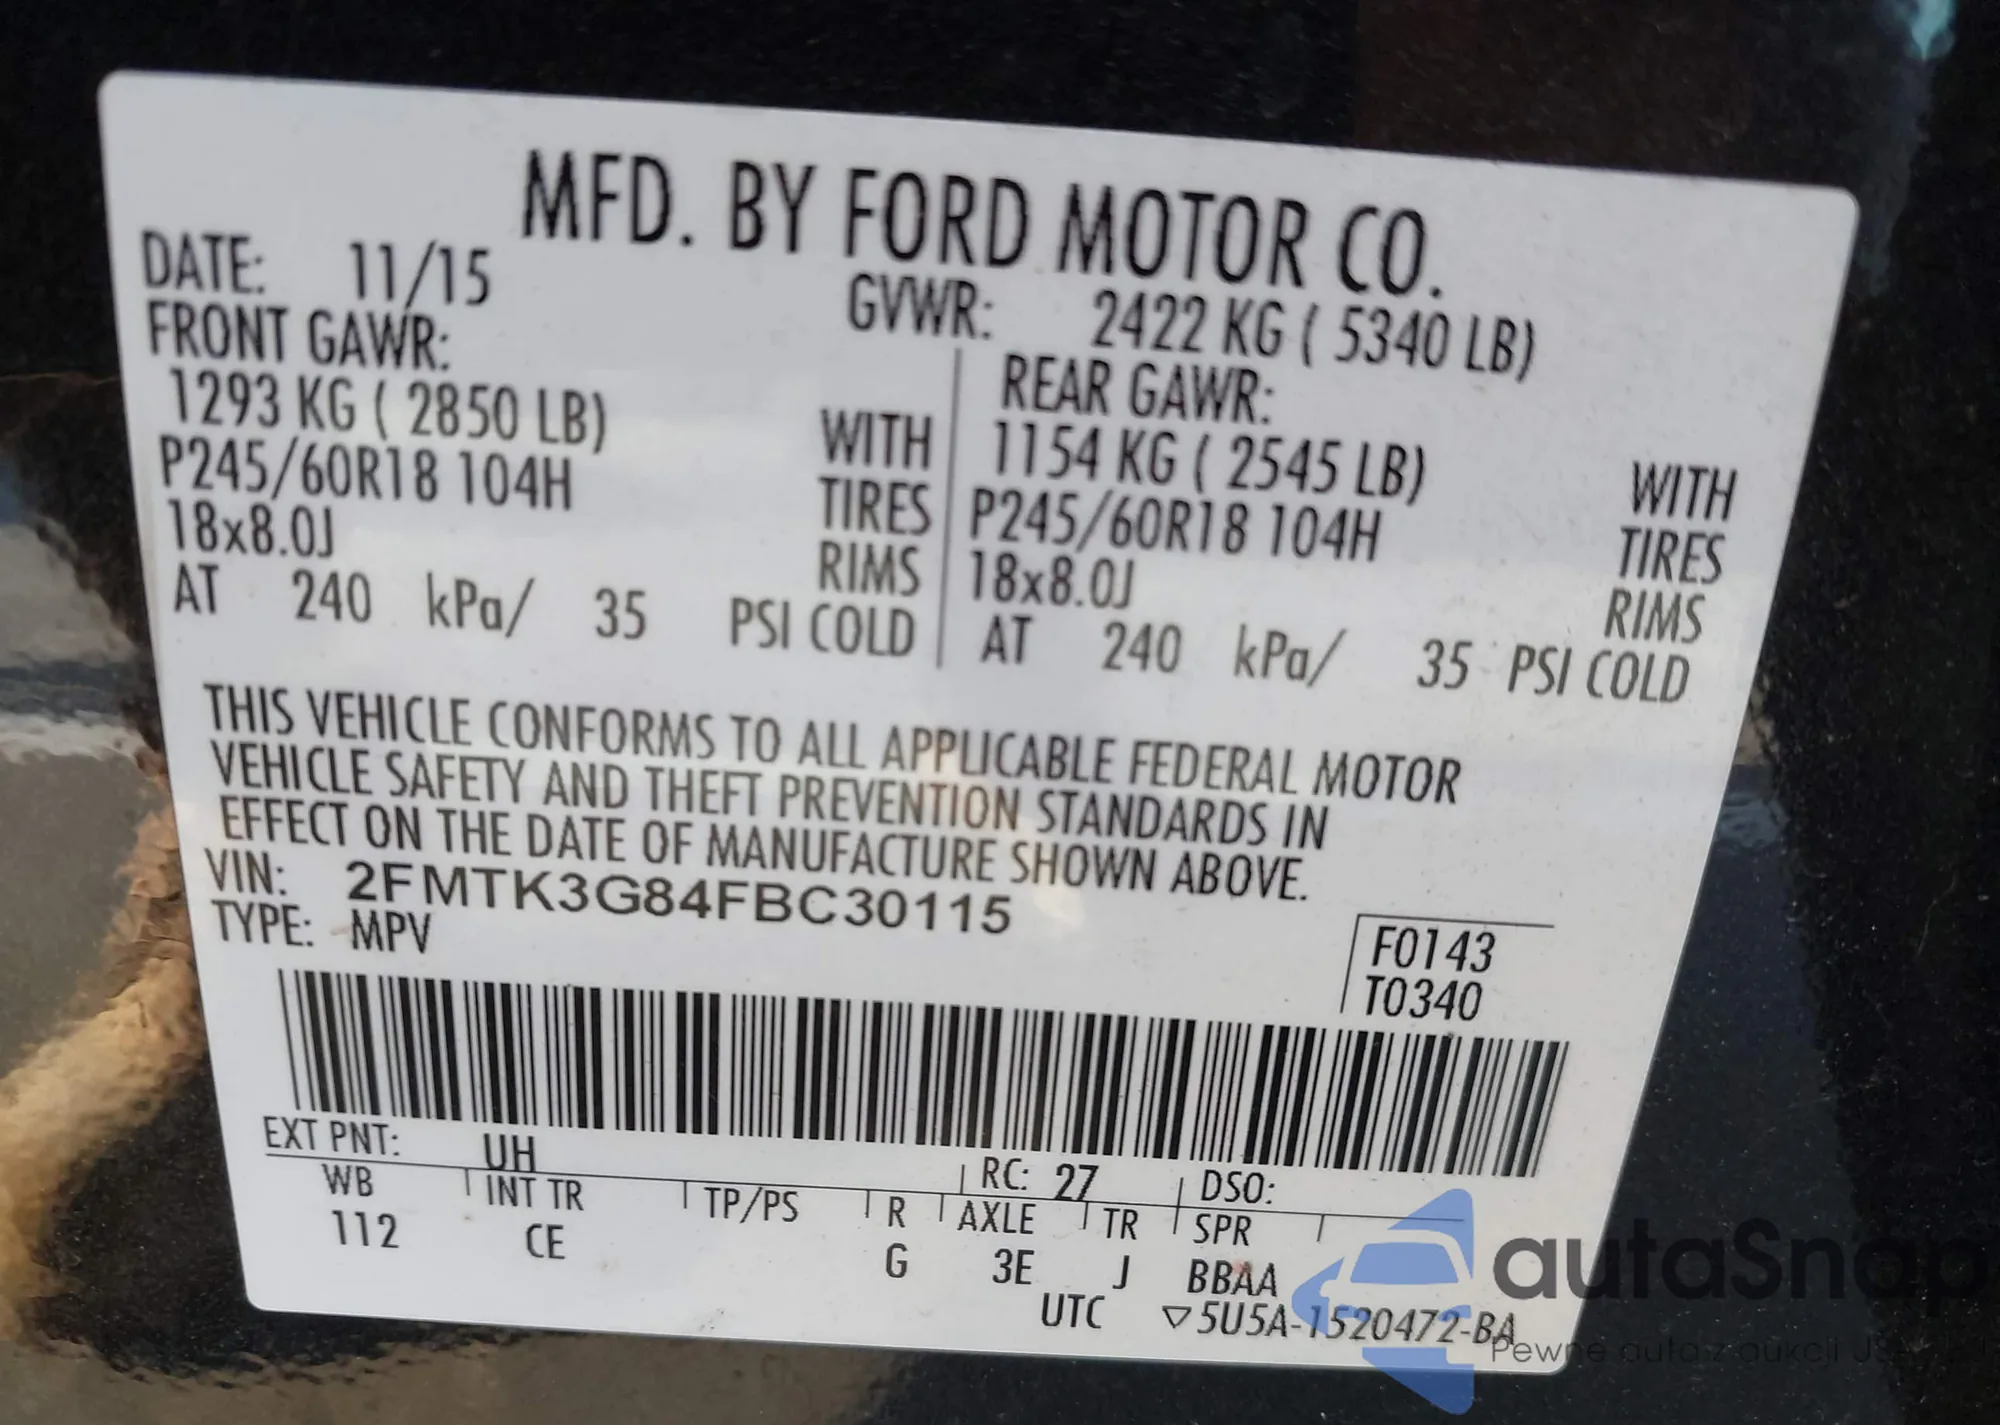 MFD. BY FORD MOTOR CO.
DATE: 11/15
GVWR: 2422 KG ( 5340 LB)
FRONT GAWR:
1293 KG ( 2850 LB) WITH
P245/60R18 104H TIRES
18x8.0J RIMS
AT 240 kPa/ 35 PSI COLD
REAR GAWR:
1154 KG ( 2545 LB) WITH
P245/60R18 104H TIRES
18x8.0J RIMS
AT 240 kPa/ 35 PSI COLD
THIS VEHICLE CONFORMS TO ALL APPLICABLE FEDERAL MOTOR
VEHICLE SAFETY AND THEFT PREVENTION STANDARDS IN
EFFECT ON THE DATE OF MANUFACTURE SHOWN ABOVE.
VIN: 2FMTK3G84FBC30115
TYPE: MPV
F0143
T0340
EXT PNT: UH RC: 27 DSO:
WB INT TR TP/PS R AXLE TR SPR
112 CE G 3E J BBAA
UTC ▽5U5A-1520472-BA
autaSnap
Pewne auta z aukcji